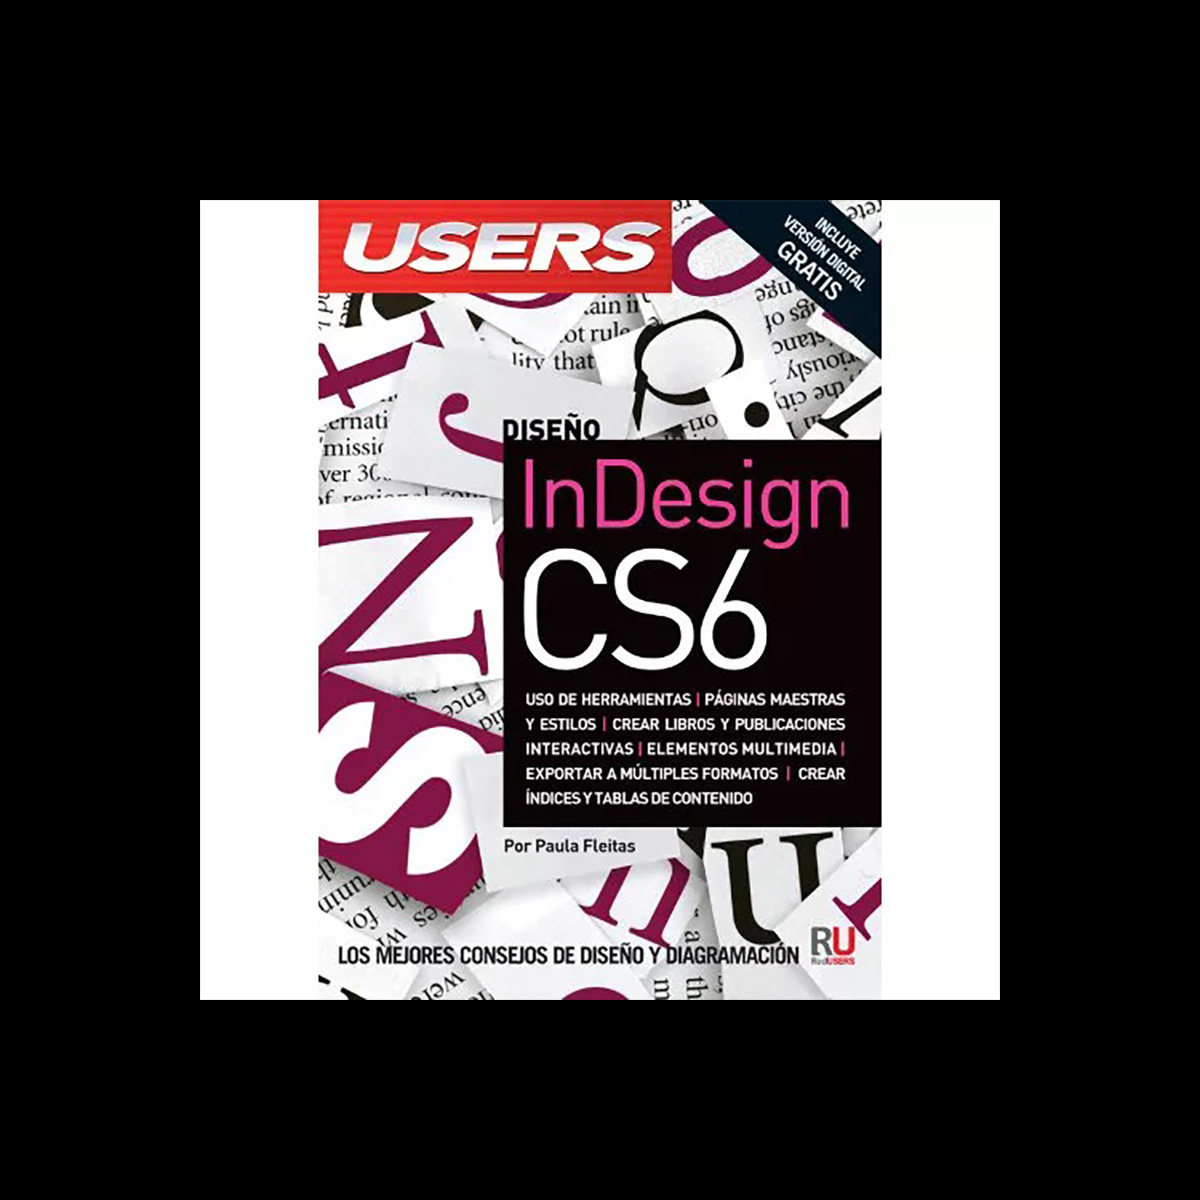 USERS
INCLUYE
VERSIÓN DIGITAL
GRATIS
DISEÑO
InDesign
CS6
USO DE HERRAMIENTAS | PÁGINAS MAESTRAS
Y ESTILOS | CREAR LIBROS Y PUBLICACIONES
INTERACTIVAS | ELEMENTOS MULTIMEDIA |
EXPORTAR A MÚLTIPLES FORMATOS | CREAR
ÍNDICES Y TABLAS DE CONTENIDO
Por Paula Fleitas
LOS MEJORES CONSEJOS DE DISEÑO Y DIAGRAMACIÓN
RU
RedUSERS